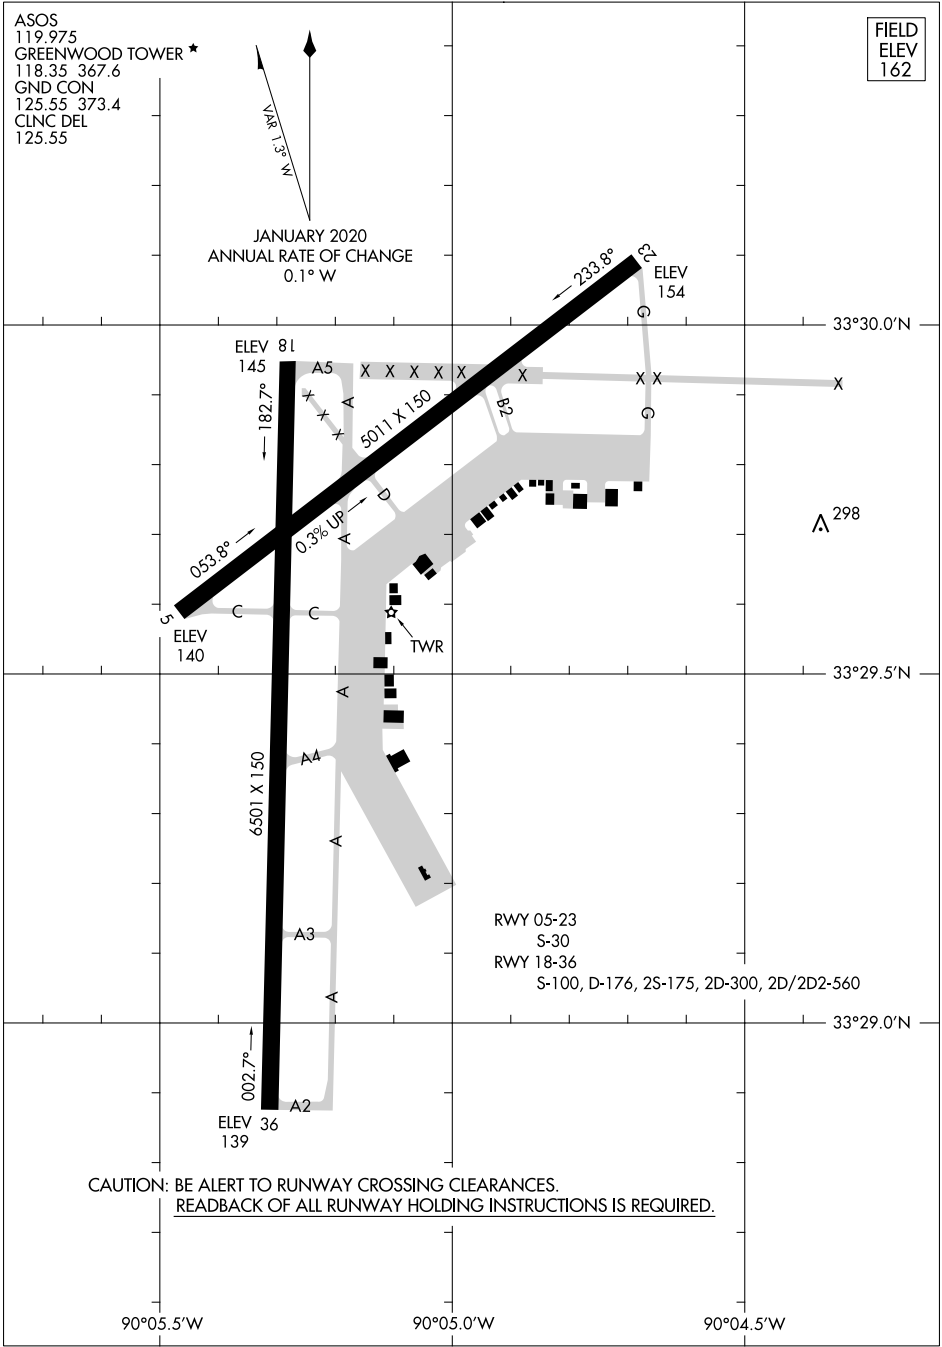 ASOS
119.975
GREENWOOD TOWER
118.35 367.6
GND CON
125.55 373.4
CLNC DEL
125.55
FIELD
ELEV
162
VAR 1.3° W
JANUARY 2020
ANNUAL RATE OF CHANGE
0.1° W
233.8°
23
ELEV
154
G
33°30.0'N
ELEV
145
18
A5
X X X X X
X
X X
X
182.7°
X
X
X
A
5011 X 150
B2
G
D
0.3% UP
A
053.8°
298
5
ELEV
140
C
C
TWR
33°29.5'N
A
A4
6501 X 150
A
RWY 05-23
S-30
RWY 18-36
S-100, D-176, 2S-175, 2D-300, 2D/2D2-560
A3
A
33°29.0'N
002.7°
A2
ELEV
139
36
CAUTION: BE ALERT TO RUNWAY CROSSING CLEARANCES.
READBACK OF ALL RUNWAY HOLDING INSTRUCTIONS IS REQUIRED.
90°05.5'W
90°05.0'W
90°04.5'W